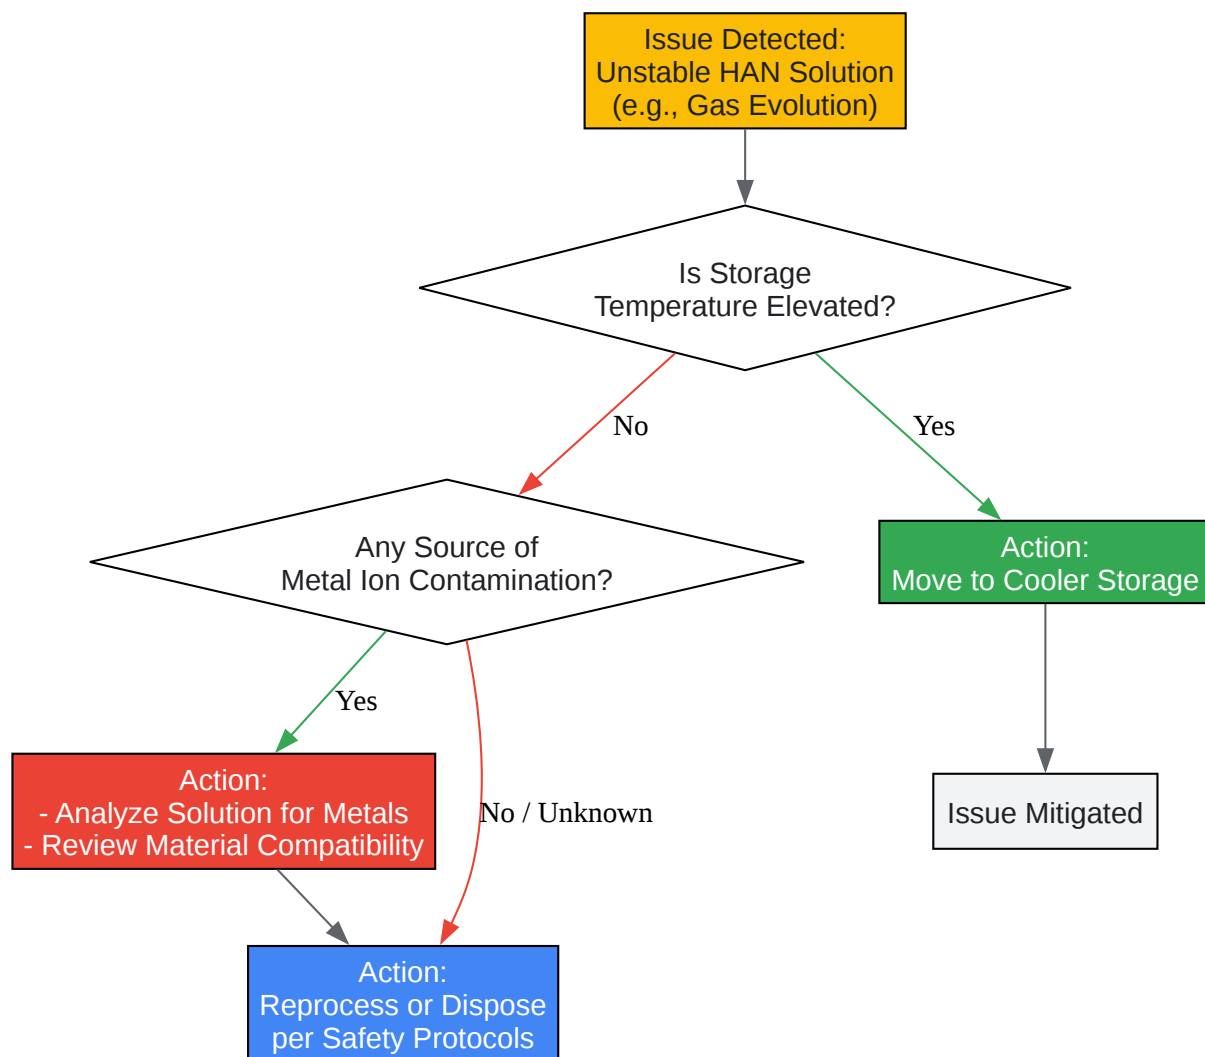 Issue Detected:
Unstable HAN Solution
(e.g., Gas Evolution)
Is Storage
Temperature Elevated?
No
Yes
Any Source of
Metal Ion Contamination?
Action:
Move to Cooler Storage
Yes
No / Unknown
Action:
- Analyze Solution for Metals
- Review Material Compatibility
Issue Mitigated
Action:
Reprocess or Dispose
per Safety Protocols